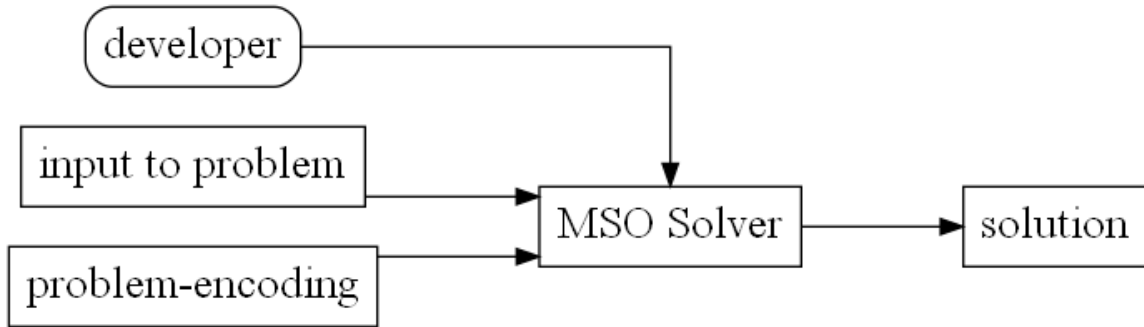 developer
input to problem
MSO Solver
solution
problem-encoding